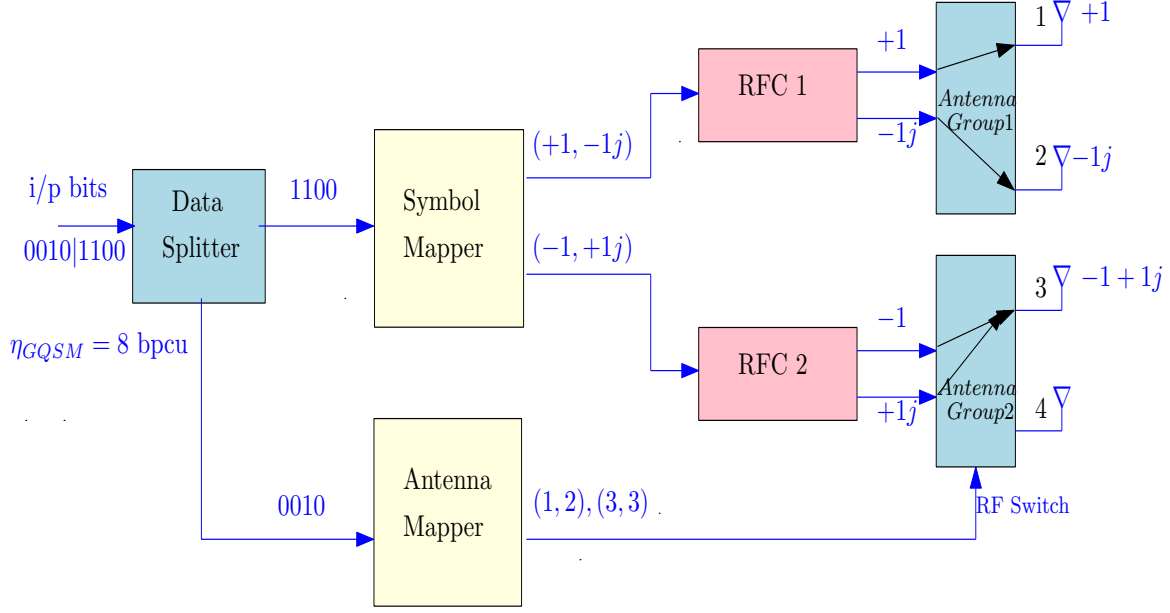 i/p bits
0010|1100
Data
Splitter
η_{GQSM} = 8 bpcu
1100
0010
Symbol
Mapper
Antenna
Mapper
(+1, −1j)
(−1, +1j)
(1, 2), (3, 3)
RFC 1
RFC 2
+1
−1j
−1
+1j
Antenna
Group1
Antenna
Group2
RF Switch
1 ∇ +1
2 ∇ −1j
3 ∇ −1 + 1j
4 ∇